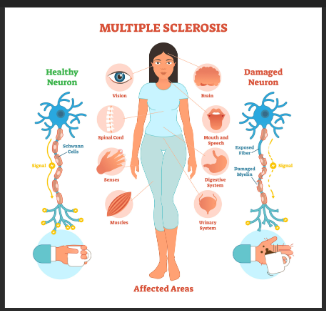 MULTIPLE SCLEROSIS
Healthy
Neuron
Damaged
Neuron
Vision
Brain
Schwann
Cells
Spinal Cord
Mouth and
Speech
Exposed
Fiber
Signal
Signal
Damaged
Myelin
Senses
Digestive
System
Muscles
Urinary
System
Affected Areas